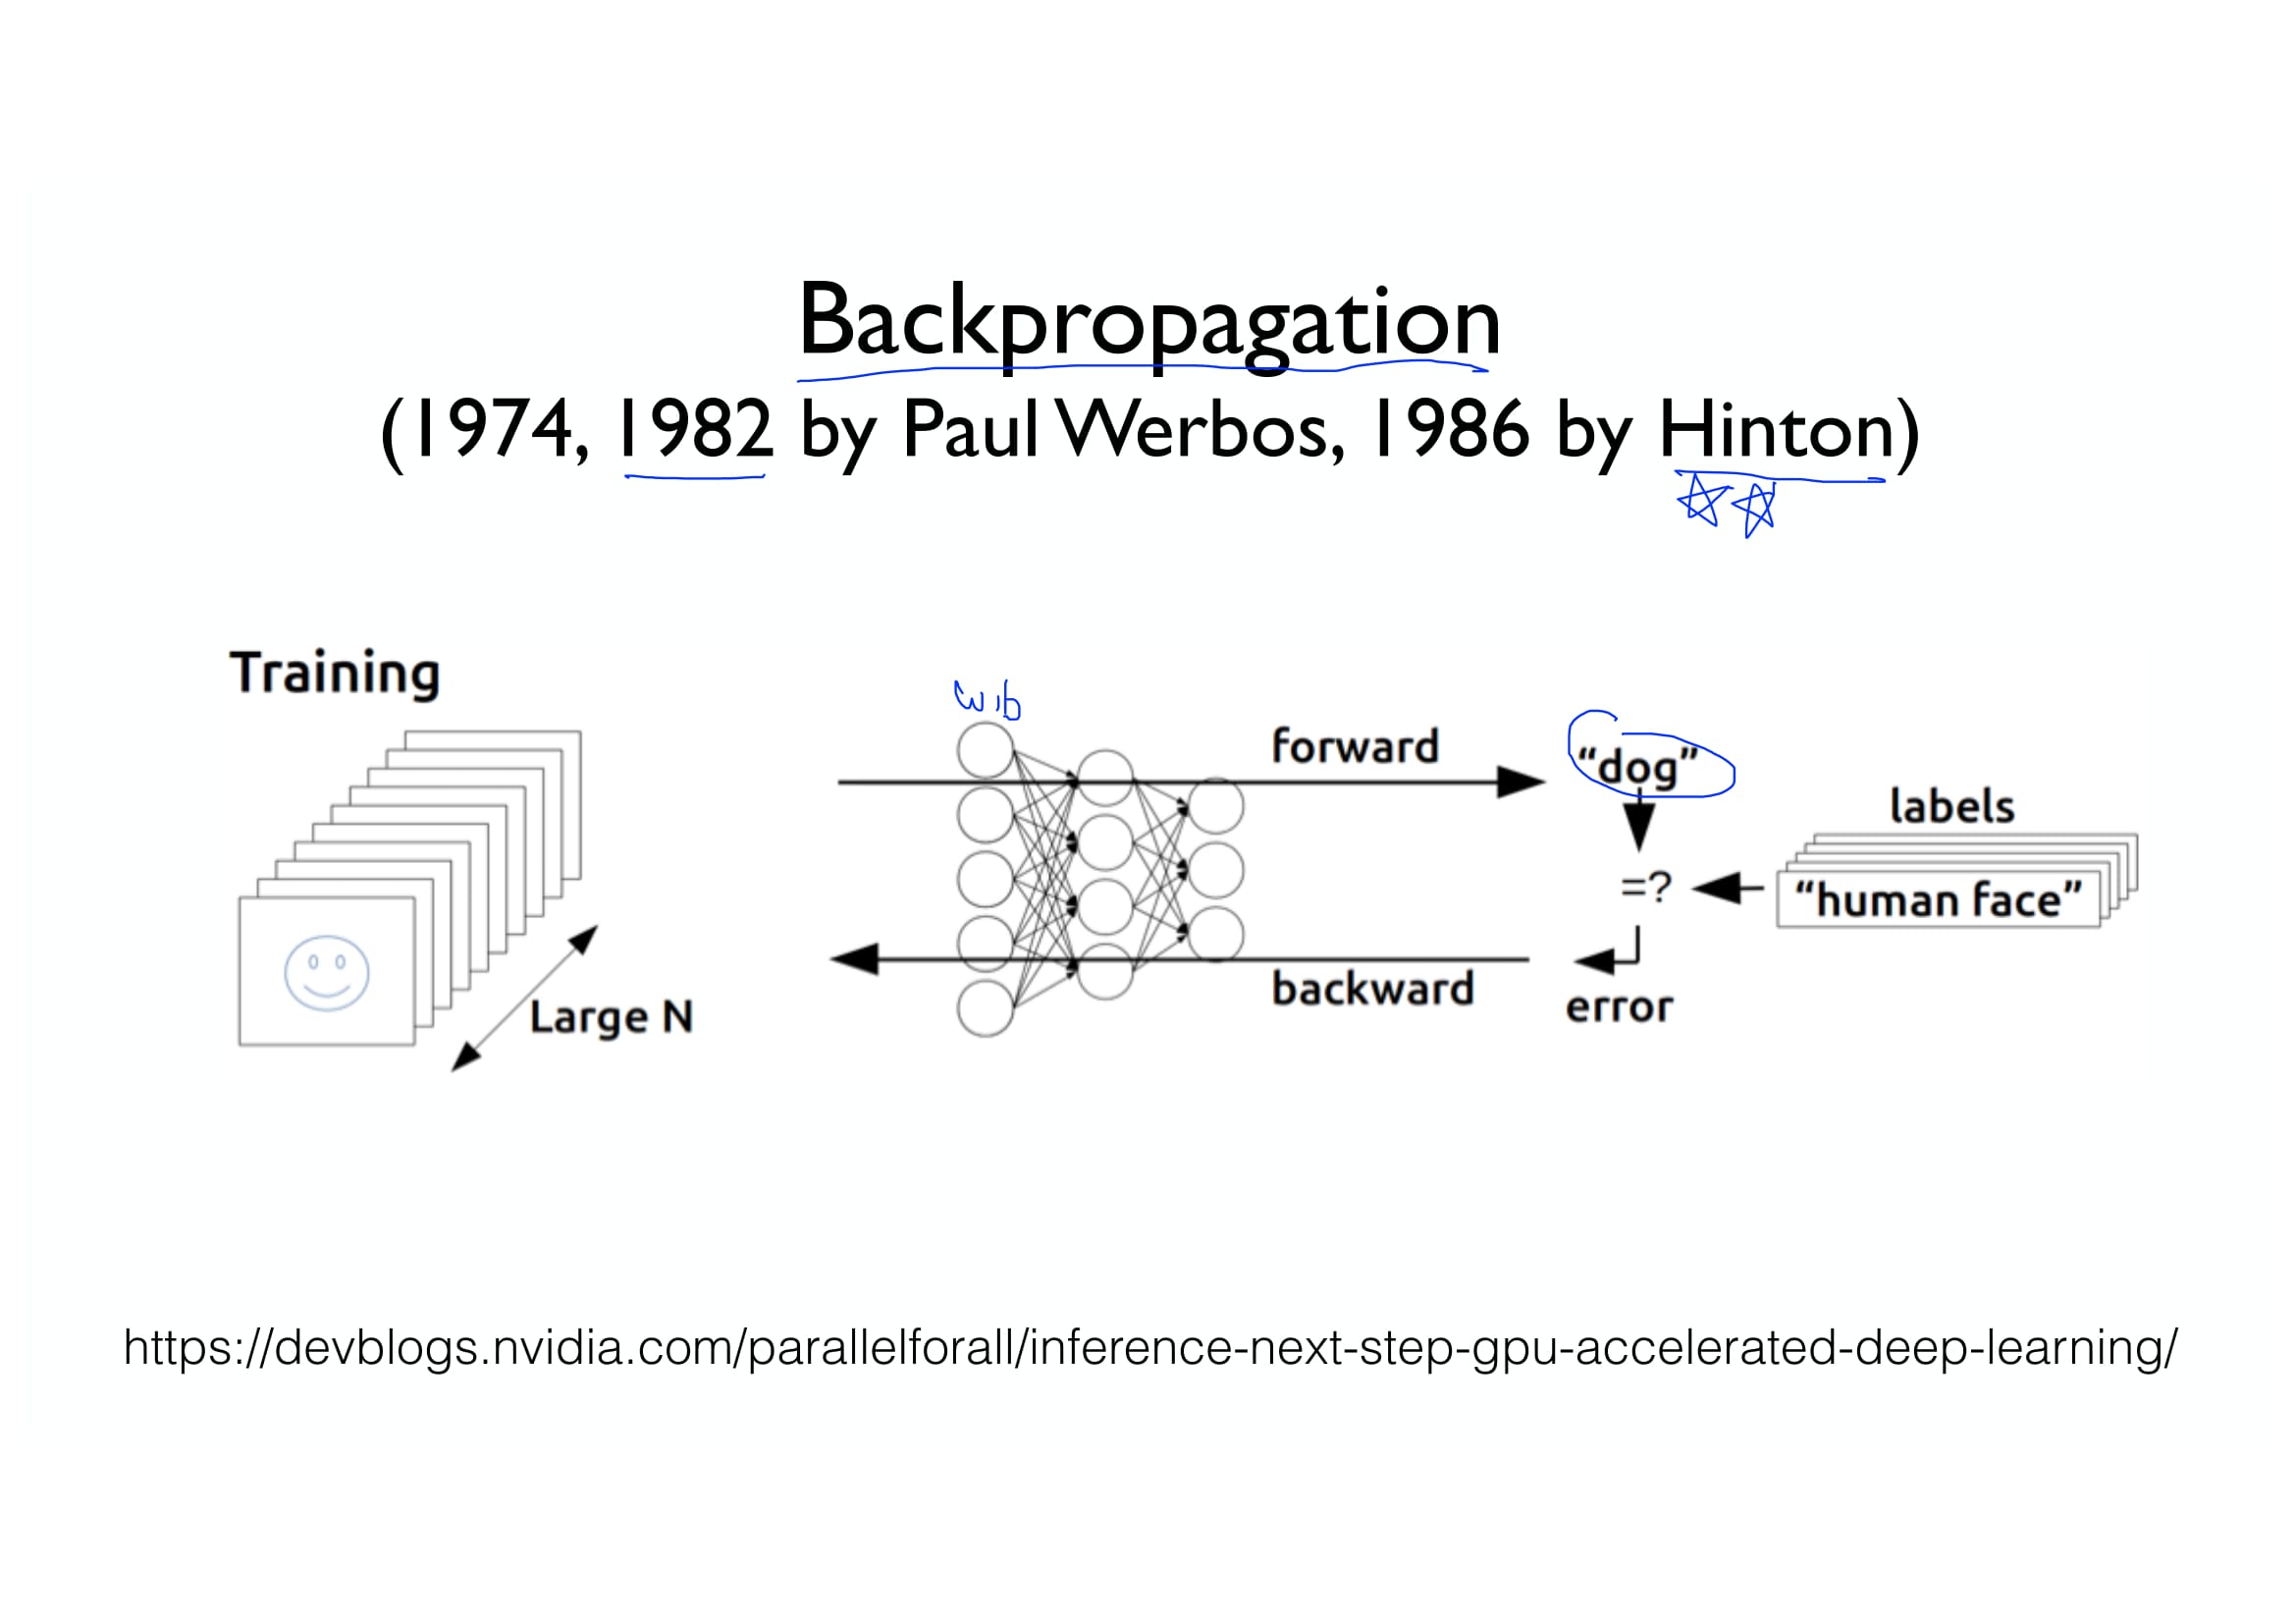 Backpropagation
(1974, 1982 by Paul Werbos, 1986 by Hinton)
Training
w,b
forward
“dog”
labels
=?
“human face”
backward
error
Large N
https://devblogs.nvidia.com/parallelforall/inference-next-step-gpu-accelerated-deep-learning/